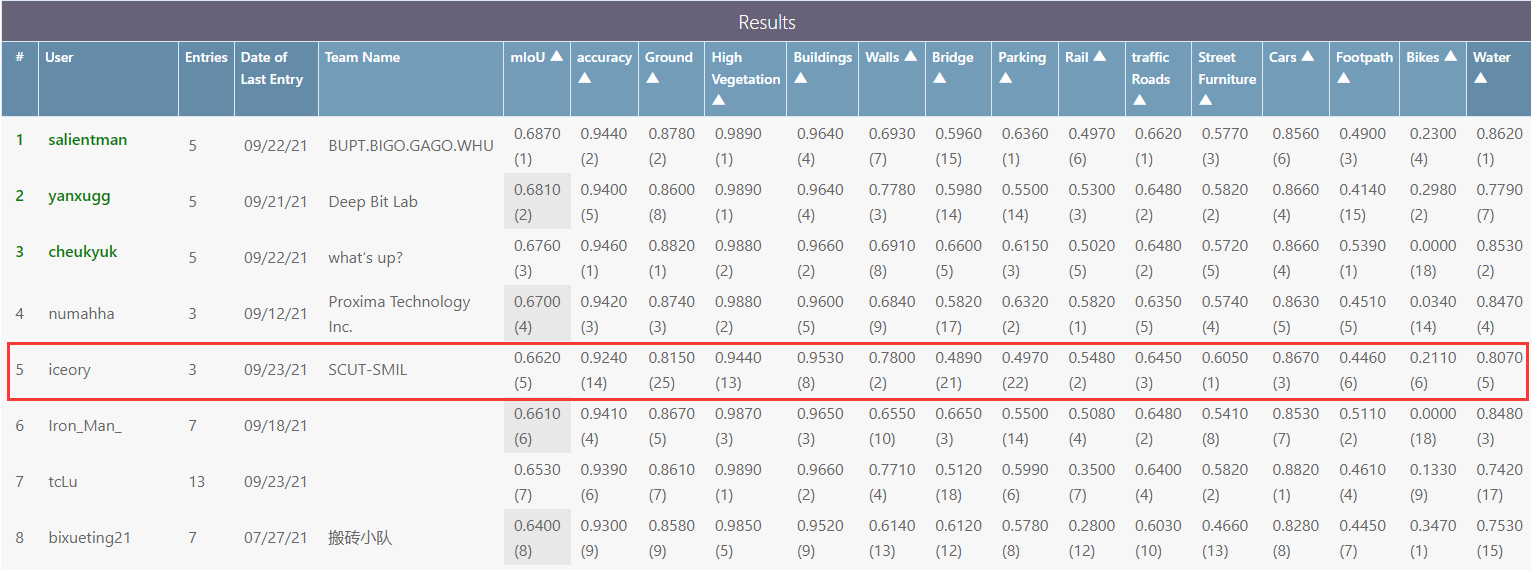 Results
# User Entries Date of Last Entry Team Name mIoU ▲ accuracy ▲ Ground ▲ High Vegetation ▲ Buildings ▲ Walls ▲ Bridge ▲ Parking ▲ Rail ▲ traffic Roads ▲ Street Furniture ▲ Cars ▲ Footpath ▲ Bikes ▲ Water ▲
1 salientman 5 09/22/21 BUPT.BIGO.GAGO.WHU 0.6870 (1) 0.9440 (2) 0.8780 (2) 0.9890 (1) 0.9640 (4) 0.6930 (7) 0.5960 (15) 0.6360 (1) 0.4970 (6) 0.6620 (1) 0.5770 (3) 0.8560 (6) 0.4900 (3) 0.2300 (4) 0.8620 (1)
2 yanxugg 5 09/21/21 Deep Bit Lab 0.6810 (2) 0.9400 (5) 0.8600 (8) 0.9890 (1) 0.9640 (4) 0.7780 (3) 0.5980 (14) 0.5500 (14) 0.5300 (3) 0.6480 (2) 0.5820 (2) 0.8660 (4) 0.4140 (15) 0.2980 (2) 0.7790 (7)
3 cheukyuk 5 09/22/21 what's up? 0.6760 (3) 0.9460 (1) 0.8820 (1) 0.9880 (2) 0.9660 (2) 0.6910 (8) 0.6600 (5) 0.6150 (3) 0.5020 (5) 0.6480 (2) 0.5720 (5) 0.8660 (4) 0.5390 (1) 0.0000 (18) 0.8530 (2)
4 numahha 3 09/12/21 Proxima Technology Inc. 0.6700 (4) 0.9420 (3) 0.8740 (3) 0.9880 (2) 0.9600 (5) 0.6840 (9) 0.5820 (17) 0.6320 (2) 0.5820 (1) 0.6350 (5) 0.5740 (4) 0.8630 (5) 0.4510 (5) 0.0340 (14) 0.8470 (4)
5 iceory 3 09/23/21 SCUT-SMIL 0.6620 (5) 0.9240 (14) 0.8150 (25) 0.9440 (13) 0.9530 (8) 0.7800 (2) 0.4890 (21) 0.4970 (22) 0.5480 (2) 0.6450 (3) 0.6050 (1) 0.8670 (3) 0.4460 (6) 0.2110 (6) 0.8070 (5)
6 Iron_Man_ 7 09/18/21 0.6610 (6) 0.9410 (4) 0.8670 (5) 0.9870 (3) 0.9650 (3) 0.6550 (10) 0.6650 (3) 0.5500 (14) 0.5080 (4) 0.6480 (2) 0.5410 (8) 0.8530 (7) 0.5110 (2) 0.0000 (18) 0.8480 (3)
7 tcLu 13 09/23/21 0.6530 (7) 0.9390 (6) 0.8610 (7) 0.9890 (1) 0.9660 (2) 0.7710 (4) 0.5120 (18) 0.5990 (6) 0.3500 (7) 0.6400 (4) 0.5820 (2) 0.8820 (1) 0.4610 (4) 0.1330 (9) 0.7420 (17)
8 bixueting21 7 07/27/21 搬砖小队 0.6400 (8) 0.9300 (9) 0.8580 (9) 0.9850 (5) 0.9520 (9) 0.6140 (13) 0.6120 (12) 0.5780 (8) 0.2800 (12) 0.6030 (10) 0.4660 (13) 0.8280 (8) 0.4450 (7) 0.3470 (1) 0.7530 (15)